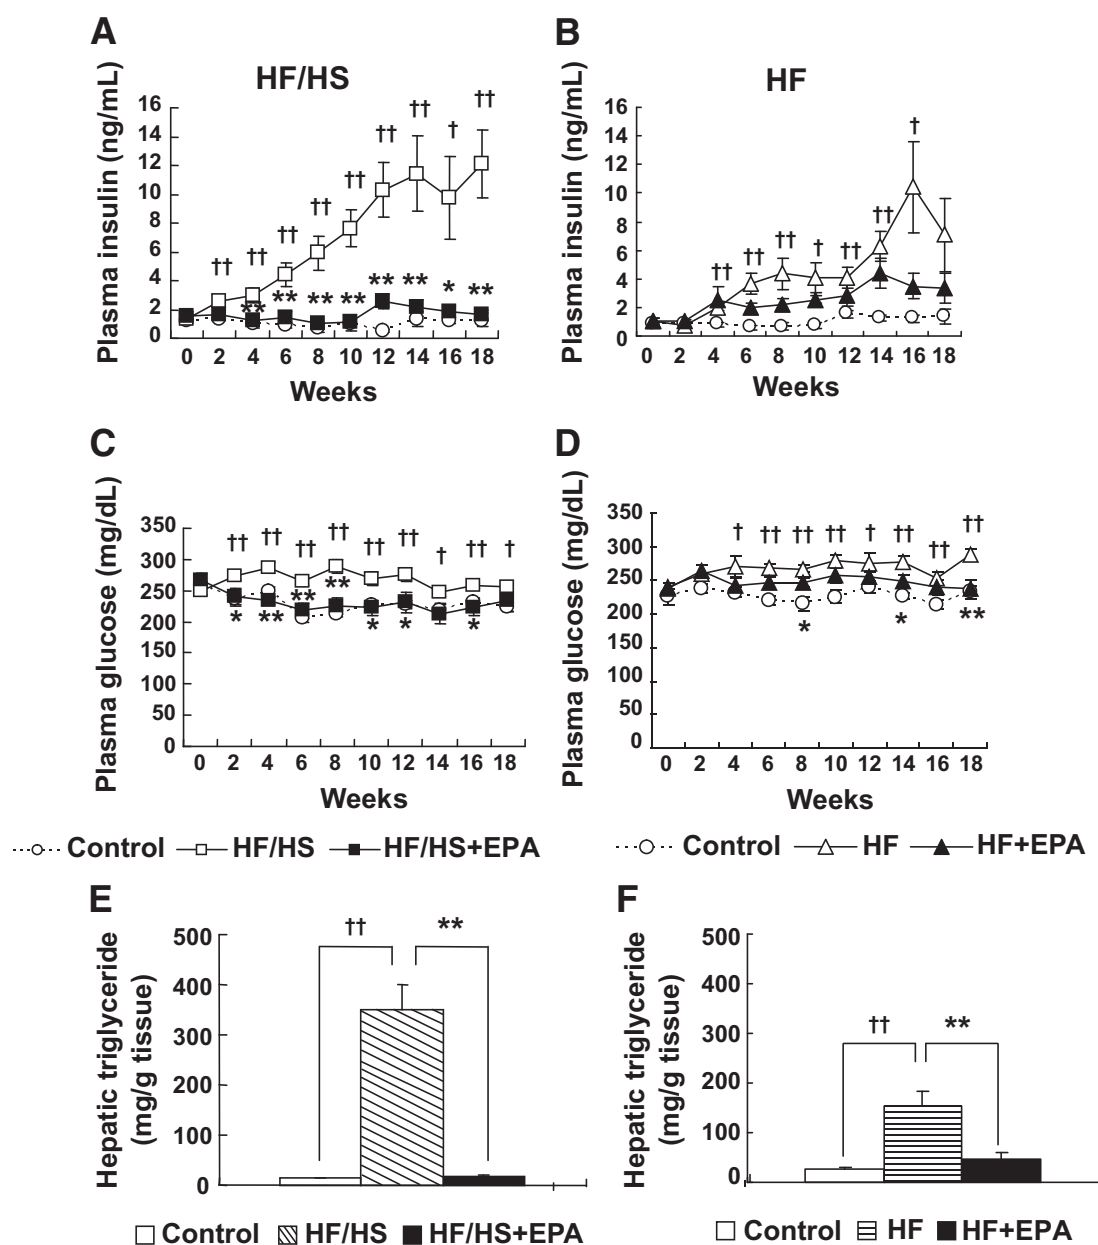 A
HF/HS
Plasma insulin (ng/mL)
16
14
12
10
8
6
4
2
0
†† †† †† †† †† †† †† † ††
** ** ** ** ** ** * **
0 2 4 6 8 10 12 14 16 18
Weeks
B
HF
Plasma insulin (ng/mL)
16
14
12
10
8
6
4
2
0
†† †† †† † †† †† †
0 2 4 6 8 10 12 14 16 18
Weeks
C
Plasma glucose (mg/dL)
350
300
250
200
150
100
50
0
†† †† †† †† †† †† † †† †
* ** ** ** * * *
0 2 4 6 8 10 12 14 16 18
Weeks
D
Plasma glucose (mg/dL)
350
300
250
200
150
100
50
0
† †† †† †† † †† †† ††
* * **
0 2 4 6 8 10 12 14 16 18
Weeks
Control HF/HS HF/HS+EPA
Control HF HF+EPA
E
Hepatic triglyceride
(mg/g tissue)
500
400
300
200
100
0
†† **
Control HF/HS HF/HS+EPA
F
Hepatic triglyceride
(mg/g tissue)
500
400
300
200
100
0
†† **
Control HF HF+EPA